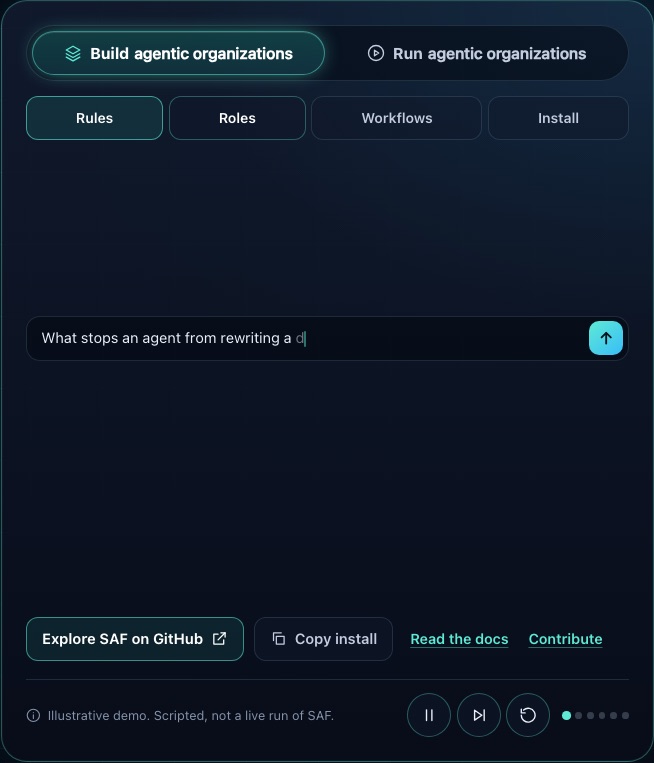 Build agentic organizations
Run agentic organizations
Rules
Roles
Workflows
Install
What stops an agent from rewriting a d
Explore SAF on GitHub
Copy install
Read the docs
Contribute
Illustrative demo. Scripted, not a live run of SAF.